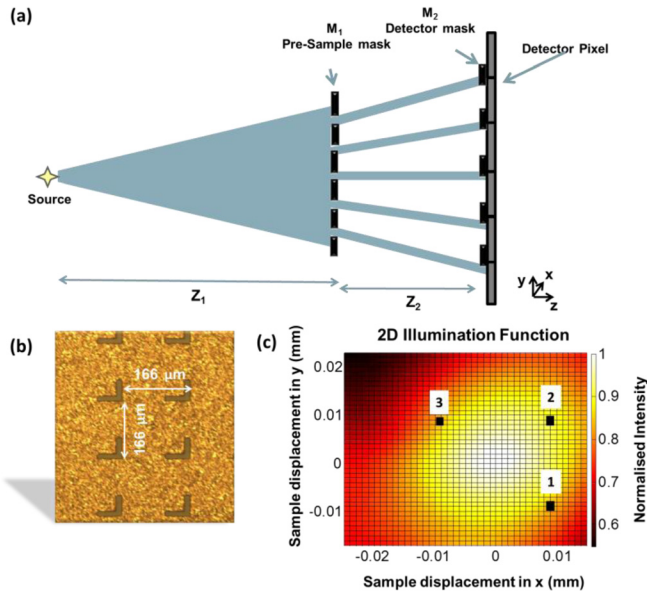 (a)
M1
Pre-Sample mask
M2
Detector mask
Detector Pixel
Source
Z1
Z2
y
x
z
(b)
166 μm
166 μm
(c)
2D Illumination Function
Sample displacement in y (mm)
0.02
0.01
0
-0.01
3
2
1
-0.02
-0.01
0
0.01
Sample displacement in x (mm)
1
0.9
0.8
0.7
0.6
Normalised Intensity